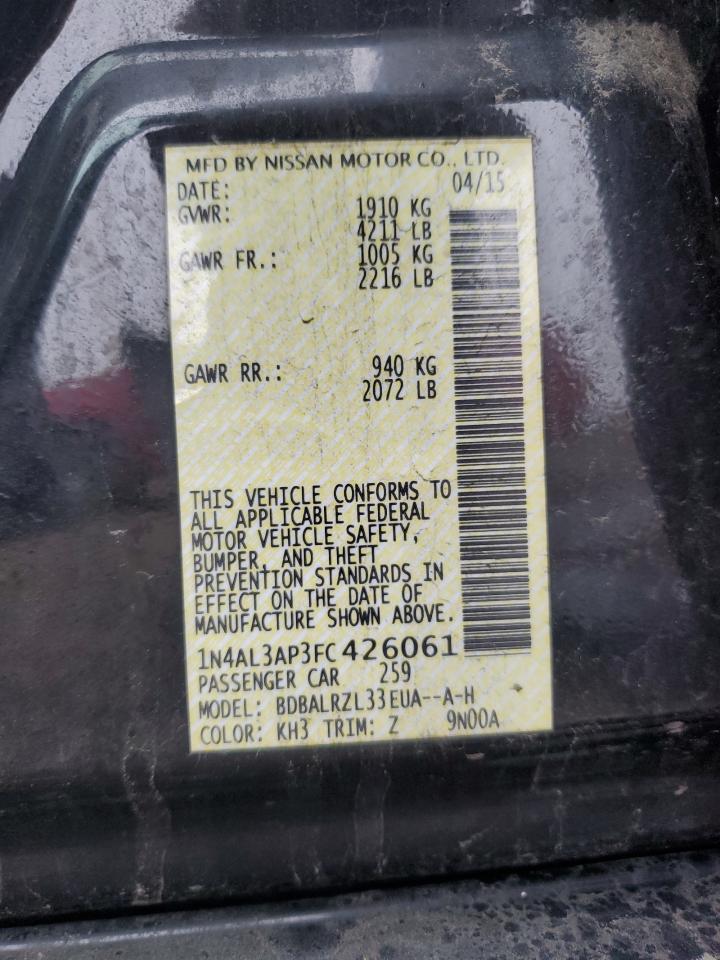 MFD BY NISSAN MOTOR CO., LTD.
DATE: 04/15
GVWR: 1910 KG
4211 LB
GAWR FR.: 1005 KG
2216 LB
GAWR RR.: 940 KG
2072 LB
THIS VEHICLE CONFORMS TO
ALL APPLICABLE FEDERAL
MOTOR VEHICLE SAFETY,
BUMPER, AND THEFT
PREVENTION STANDARDS IN
EFFECT ON THE DATE OF
MANUFACTURE SHOWN ABOVE.
1N4AL3AP3FC426061
PASSENGER CAR 259
MODEL: BDBALRZL33EUA--A-H
COLOR: KH3 TRIM: Z 9N00A